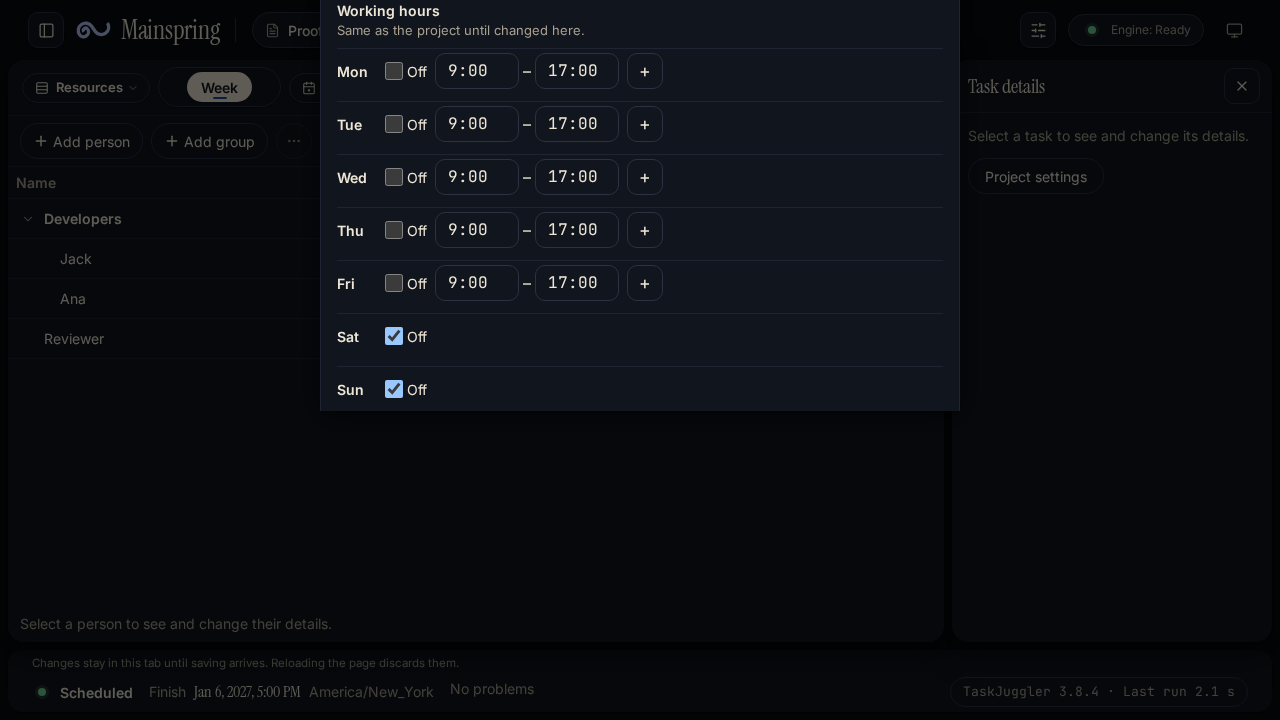 Working hours
Same as the project until changed here.
Mainspring
Proof
Engine: Ready
Mon Off 9:00 – 17:00 +
Tue Off 9:00 – 17:00 +
Wed Off 9:00 – 17:00 +
Thu Off 9:00 – 17:00 +
Fri Off 9:00 – 17:00 +
Sat Off
Sun Off
Resources
Week
+ Add person
+ Add group
...
Name
Developers
Jack
Ana
Reviewer
Select a person to see and change their details.
Task details
Select a task to see and change its details.
Project settings
Changes stay in this tab until saving arrives. Reloading the page discards them.
Scheduled Finish Jan 6, 2027, 5:00 PM America/New_York No problems
TaskJuggler 3.8.4 · Last run 2.1 s